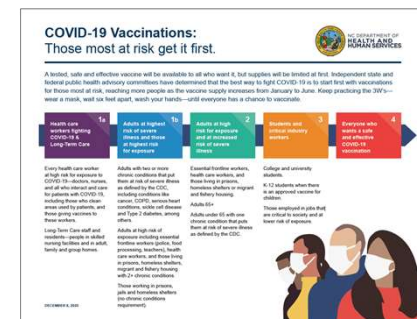 COVID-19 Vaccinations:
Those most at risk get it first.
NC DEPARTMENT OF
HEALTH AND
HUMAN SERVICES
A tested, safe and effective vaccine will be available to all who want it, but supplies will be limited at first. Independent state and
federal public health advisory committees have determined that the best way to fight COVID-19 is to start first with vaccinations
for those most at risk, reaching more people as the vaccine supply increases from January to June. Keep practicing the 3W's—
wear a mask, wait six feet apart, wash your hands—until everyone has a chance to vaccinate.
1a
Health care
workers fighting
COVID-19 &
Long-Term Care
1b
Adults at highest
risk of severe
illness and those
at highest risk
for exposure
2
Adults at high
risk for exposure
and at increased
risk of severe
illness
3
Students and
critical industry
workers
4
Everyone who
wants a safe
and effective
COVID-19
vaccination
Every health care worker
at high risk for exposure to
COVID-19—doctors, nurses,
and all who interact and care
for patients with COVID-19,
including those who clean
areas used by patients, and
those giving vaccines to
these workers.
Long-Term Care staff and
residents—people in skilled
nursing facilities and in adult,
family and group homes.
Adults with two or more
chronic conditions that put
them at risk of severe illness
as defined by the CDC,
including conditions like
cancer, COPD, serious heart
conditions, sickle cell disease
and Type 2 diabetes, among
others.
Adults at high risk of
exposure including essential
frontline workers (police, food
processing, teachers), health
care workers, and those living
in prisons, homeless shelters,
migrant and fishery housing
with 2+ chronic conditions
Those working in prisons,
jails and homeless shelters
(no chronic conditions
requirement)
Essential frontline workers,
health care workers, and
those living in prisons,
homeless shelters or migrant
and fishery housing.
Adults 65+
Adults under 65 with one
chronic condition that puts
them at risk of severe illness
as defined by the CDC.
College and university
students.
K-12 students when there
is an approved vaccine for
children.
Those employed in jobs that
are critical to society and at
lower risk of exposure.
DECEMBER 8, 2020